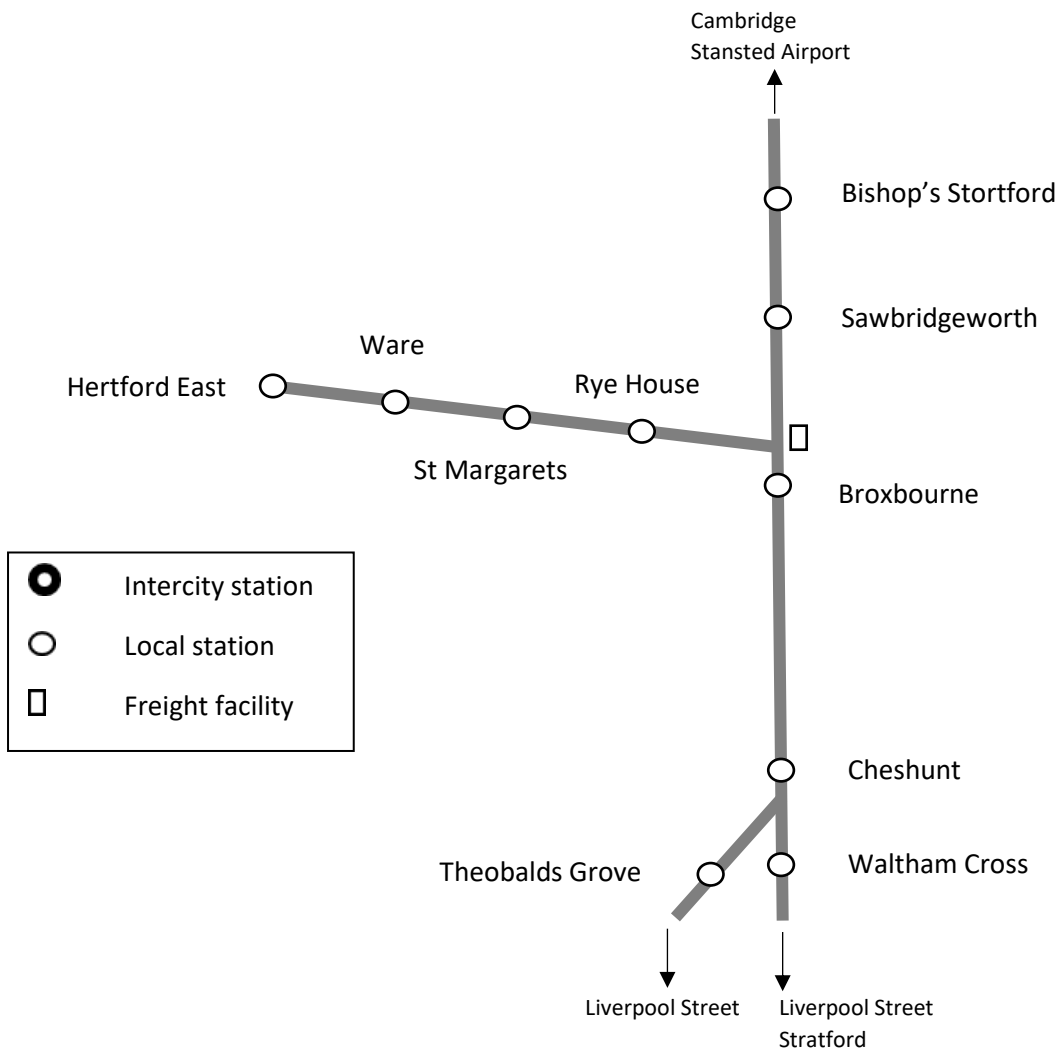 Cambridge
Stansted Airport
Bishop’s Stortford
Sawbridgeworth
Ware
Hertford East
Rye House
St Margarets
Broxbourne
Intercity station
Local station
Freight facility
Cheshunt
Theobalds Grove
Waltham Cross
Liverpool Street
Liverpool Street
Stratford